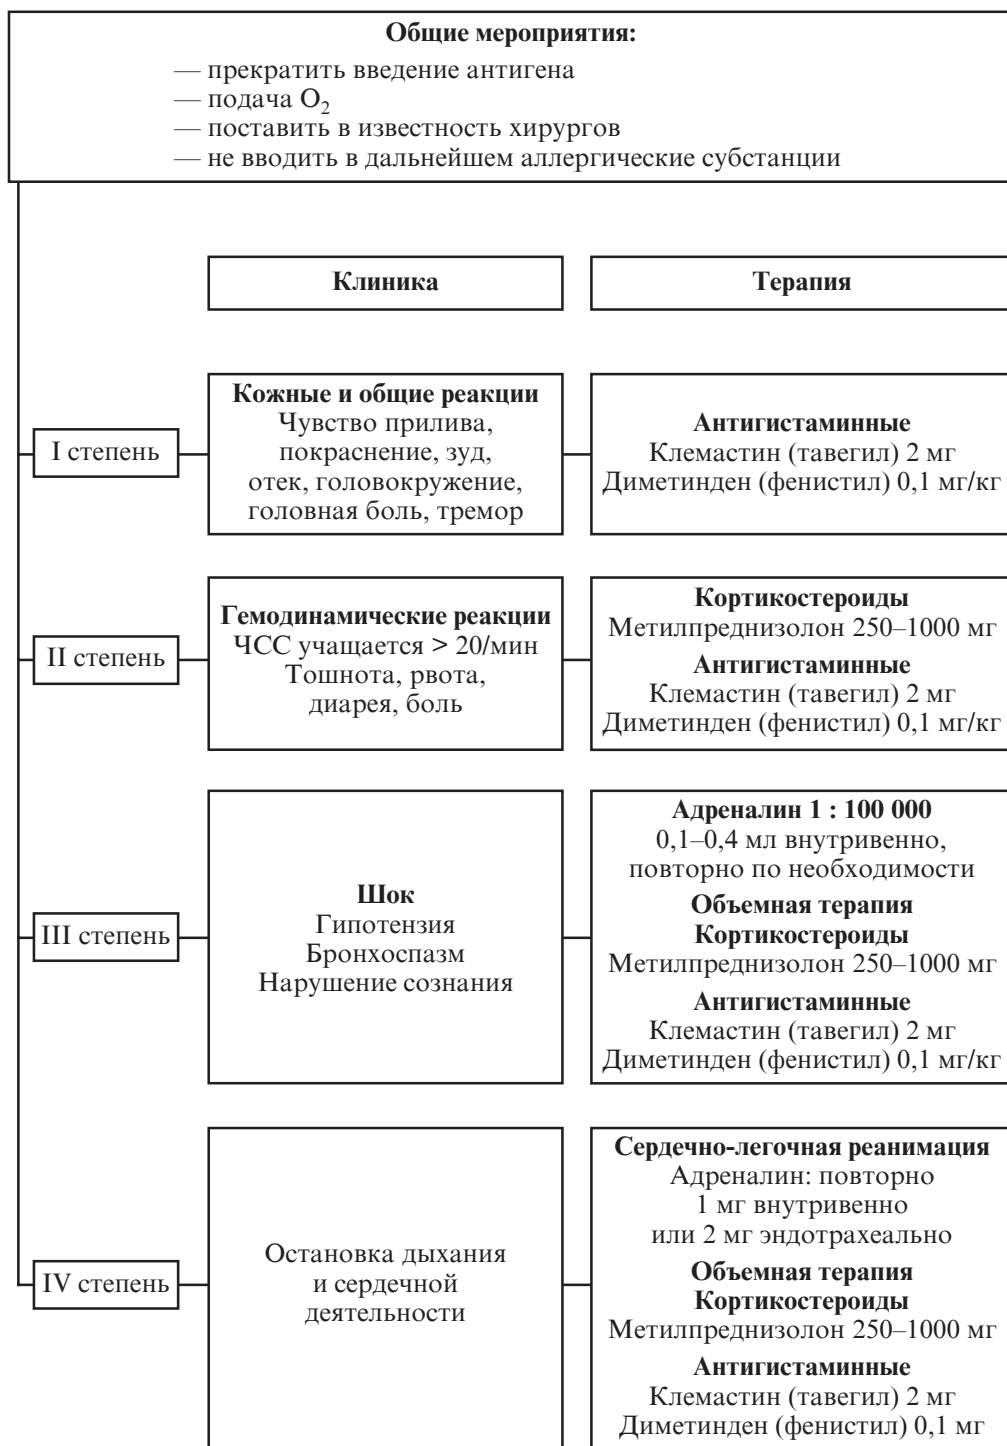 Общие мероприятия:
— прекратить введение антигена
— подача O₂
— поставить в известность хирургов
— не вводить в дальнейшем аллергические субстанции
Клиника
Терапия
I степень
Кожные и общие реакции
Чувство прилива,
покраснение, зуд,
отек, головокружение,
головная боль, тремор
Антигистаминные
Клемастин (тавегил) 2 мг
Диметинден (фенистил) 0,1 мг/кг
II степень
Гемодинамические реакции
ЧСС учащается > 20/мин
Тошнота, рвота,
диарея, боль
Кортикостероиды
Метилпреднизолон 250–1000 мг
Антигистаминные
Клемастин (тавегил) 2 мг
Диметинден (фенистил) 0,1 мг/кг
III степень
Шок
Гипотензия
Бронхоспазм
Нарушение сознания
Адреналин 1 : 100 000
0,1–0,4 мл внутривенно,
повторно по необходимости
Объемная терапия
Кортикостероиды
Метилпреднизолон 250–1000 мг
Антигистаминные
Клемастин (тавегил) 2 мг
Диметинден (фенистил) 0,1 мг/кг
IV степень
Остановка дыхания
и сердечной
деятельности
Сердечно-легочная реанимация
Адреналин: повторно
1 мг внутривенно
или 2 мг эндотрахеально
Объемная терапия
Кортикостероиды
Метилпреднизолон 250–1000 мг
Антигистаминные
Клемастин (тавегил) 2 мг
Диметинден (фенистил) 0,1 мг